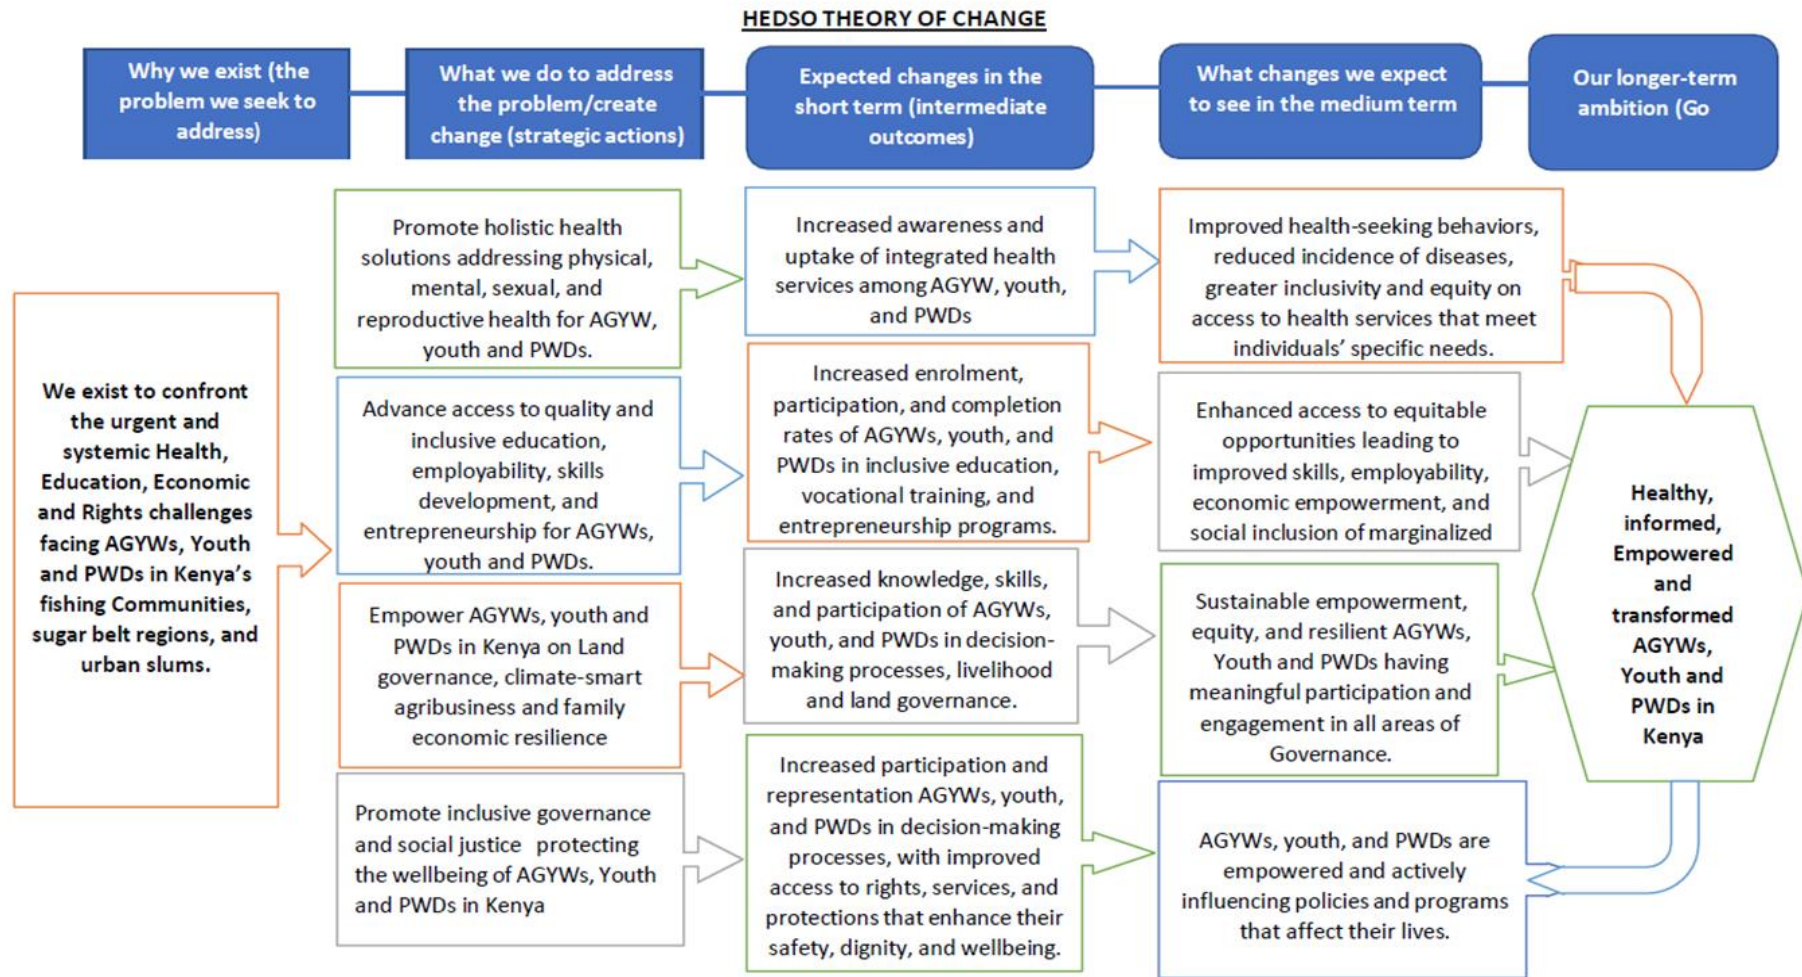 HEDSO THEORY OF CHANGE
Why we exist (the
problem we seek to
address)
What we do to address
the problem/create
change (strategic actions)
Expected changes in the
short term (intermediate
outcomes)
What changes we expect
to see in the medium term
Our longer-term
ambition (Go
We exist to confront
the urgent and
systemic Health,
Education, Economic
and Rights challenges
facing AGYWs, Youth
and PWDs in Kenya's
fishing Communities,
sugar belt regions, and
urban slums.
Promote holistic health
solutions addressing physical,
mental, sexual, and
reproductive health for AGYW,
youth and PWDs.
Advance access to quality and
inclusive education,
employability, skills
development, and
entrepreneurship for AGYWs,
youth and PWDs.
Empower AGYWs, youth and
PWDs in Kenya on Land
governance, climate-smart
agribusiness and family
economic resilience
Promote inclusive governance
and social justice protecting
the wellbeing of AGYWs, Youth
and PWDs in Kenya
Increased awareness and
uptake of integrated health
services among AGYW, youth,
and PWDs
Increased enrolment,
participation, and completion
rates of AGYWs, youth, and
PWDs in inclusive education,
vocational training, and
entrepreneurship programs.
Increased knowledge, skills,
and participation of AGYWs,
youth, and PWDs in decision-
making processes, livelihood
and land governance.
Increased participation and
representation AGYWs, youth,
and PWDs in decision-making
processes, with improved
access to rights, services, and
protections that enhance their
safety, dignity, and wellbeing.
Improved health-seeking behaviors,
reduced incidence of diseases,
greater inclusivity and equity on
access to health services that meet
individuals' specific needs.
Enhanced access to equitable
opportunities leading to
improved skills, employability,
economic empowerment, and
social inclusion of marginalized
Sustainable empowerment,
equity, and resilient AGYWs,
Youth and PWDs having
meaningful participation and
engagement in all areas of
Governance.
AGYWs, youth, and PWDs are
empowered and actively
influencing policies and programs
that affect their lives.
Healthy,
informed,
Empowered
and
transformed
AGYWs,
Youth and
PWDs in
Kenya